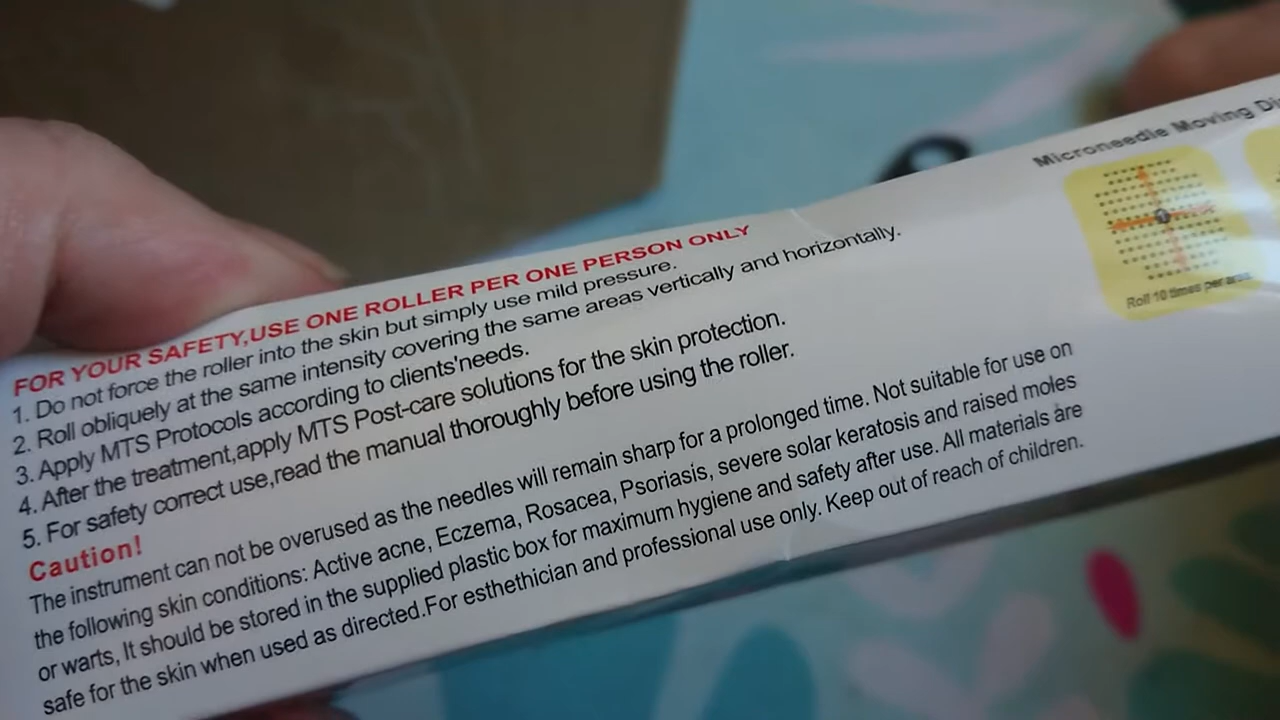 FOR YOUR SAFETY,USE ONE ROLLER PER ONE PERSON ONLY
1. Do not force the roller into the skin but simply use mild pressure.
2. Roll obliquely at the same intensity covering the same areas vertically and horizontally.
3. Apply MTS Protocols according to clients'needs.
4. After the treatment,apply MTS Post-care solutions for the skin protection.
5. For safety correct use,read the manual thoroughly before using the roller.
Caution!
The instrument can not be overused as the needles will remain sharp for a prolonged time. Not suitable for use on
the following skin conditions: Active acne, Eczema, Rosacea, Psoriasis, severe solar keratosis and raised moles
or warts, It should be stored in the supplied plastic box for maximum hygiene and safety after use. All materials are
safe for the skin when used as directed.For esthethician and professional use only. Keep out of reach of children.
Microneedle Moving
Roll 10 times per area